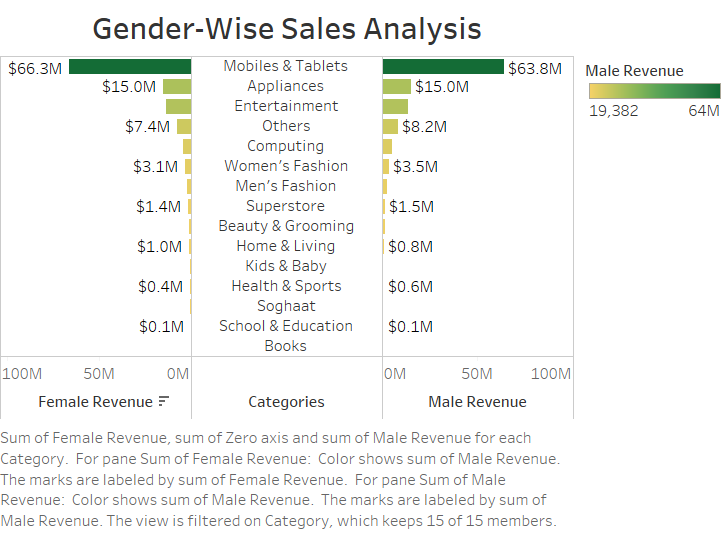 Gender-Wise Sales Analysis
$66.3M Mobiles & Tablets $63.8M
$15.0M Appliances $15.0M
Entertainment
$7.4M Others $8.2M
Computing
$3.1M Women's Fashion $3.5M
Men's Fashion
$1.4M Superstore $1.5M
Beauty & Grooming
$1.0M Home & Living $0.8M
Kids & Baby
$0.4M Health & Sports $0.6M
Soghaat
$0.1M School & Education $0.1M
Books
100M 50M 0M 0M 50M 100M
Female Revenue Categories Male Revenue
Male Revenue
19,382 64M
Sum of Female Revenue, sum of Zero axis and sum of Male Revenue for each
Category. For pane Sum of Female Revenue: Color shows sum of Male Revenue.
The marks are labeled by sum of Female Revenue. For pane Sum of Male
Revenue: Color shows sum of Male Revenue. The marks are labeled by sum of
Male Revenue. The view is filtered on Category, which keeps 15 of 15 members.